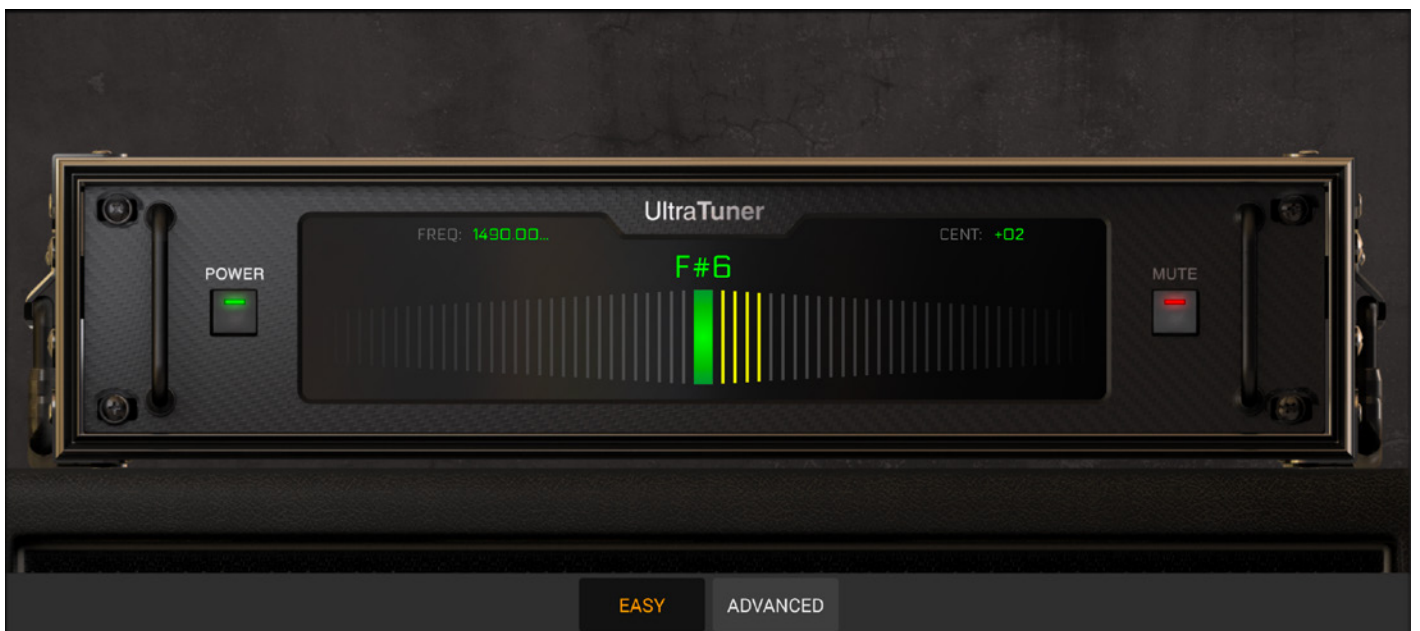 UltraTuner
FREQ: 1490.00... CENT: +02
F#6
POWER
MUTE
EASY ADVANCED